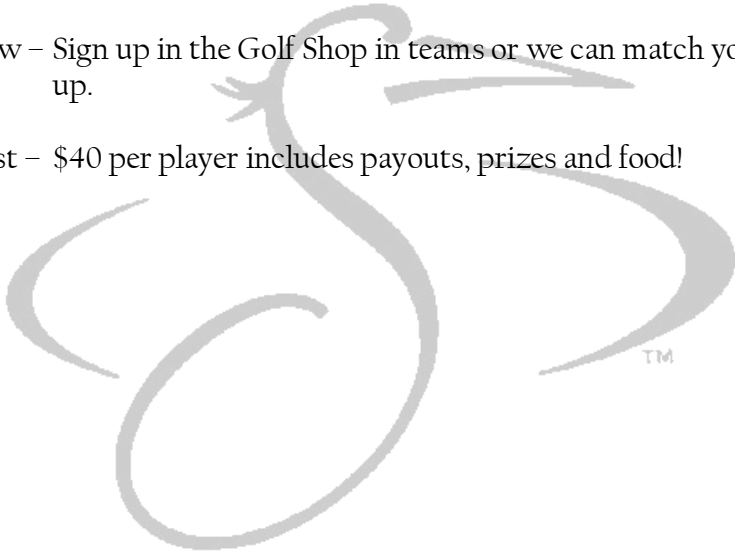 w – Sign up in the Golf Shop in teams or we can match yo
up.
st – $40 per player includes payouts, prizes and food!
TM